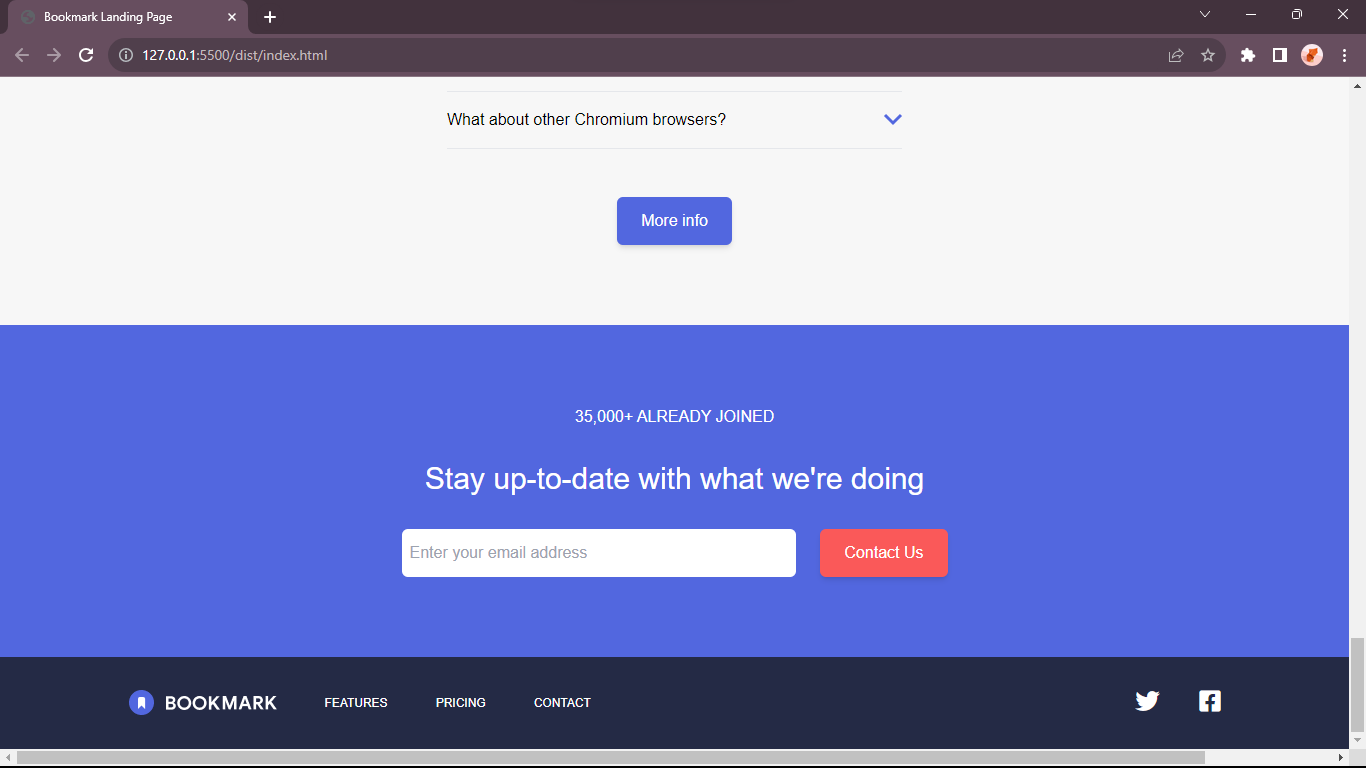 Bookmark Landing Page
127.0.0.1:5500/dist/index.html
What about other Chromium browsers?
More info
35,000+ ALREADY JOINED
Stay up-to-date with what we're doing
Enter your email address
Contact Us
BOOKMARK
FEATURES
PRICING
CONTACT